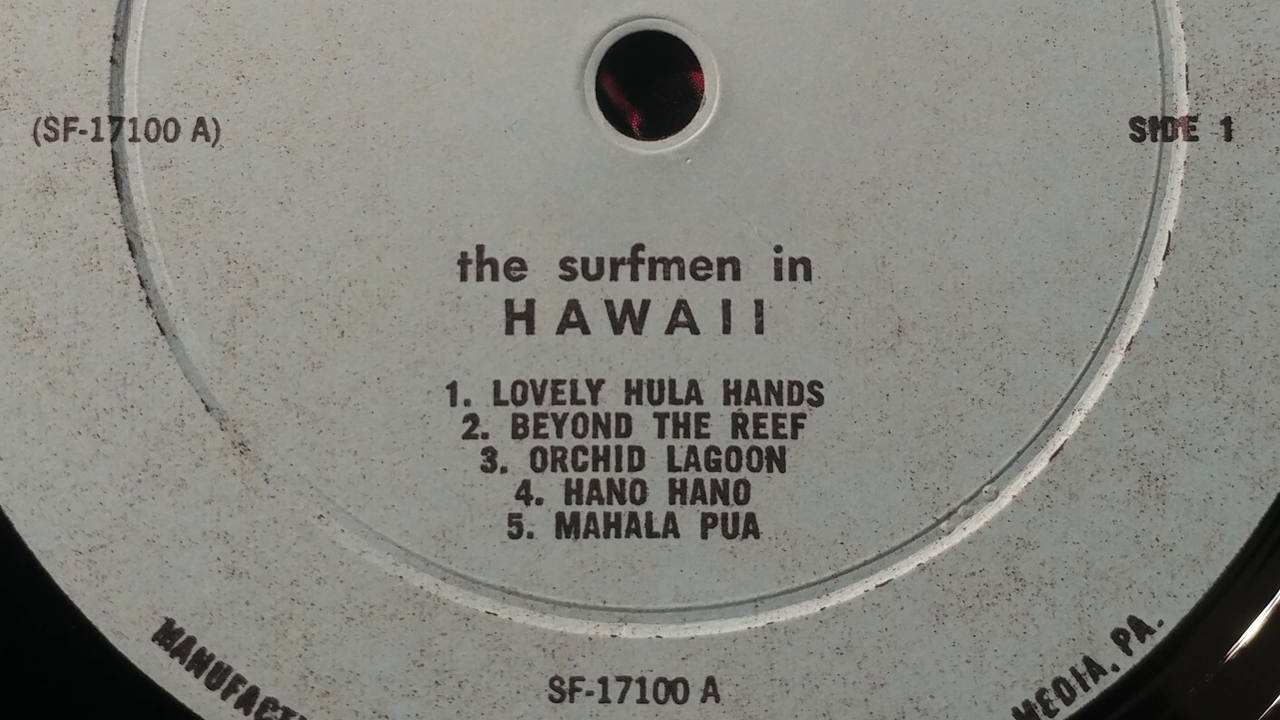 (SF-17100 A)
SIDE 1
the surfmen in
HAWAII
1. LOVELY HULA HANDS
2. BEYOND THE REEF
3. ORCHID LAGOON
4. HANO HANO
5. MAHALA PUA
SF-17100 A
MEDIA, PA.